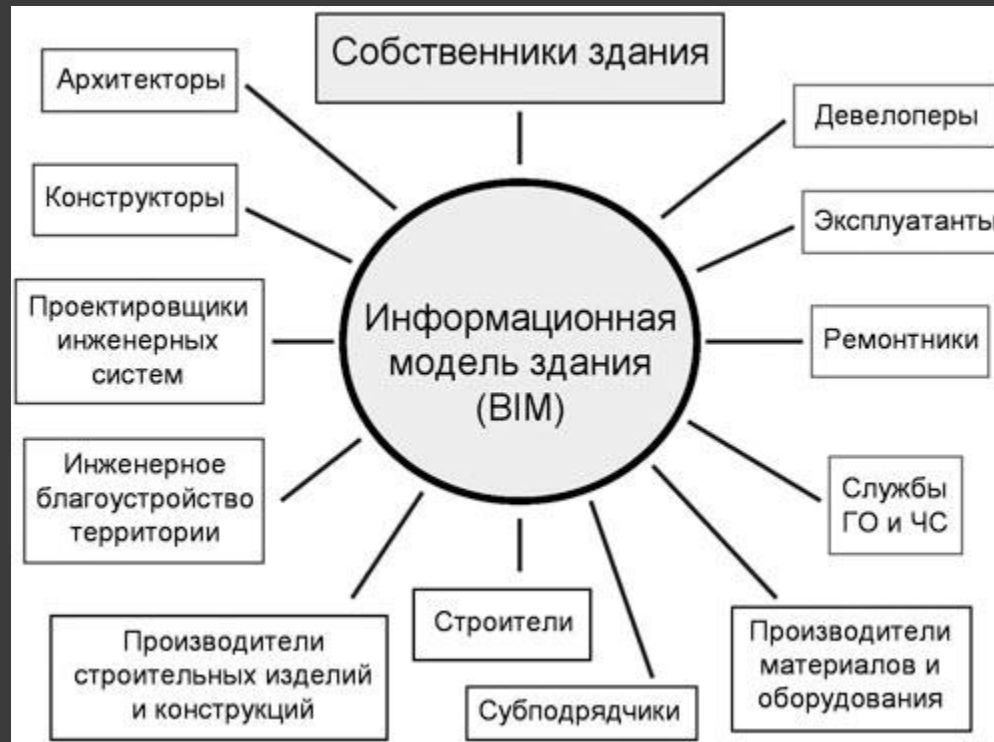 Собственники здания
Архитекторы
Девелоперы
Конструкторы
Эксплуатанты
Проектировщики
инженерных
систем
Информационная
модель здания
(BIM)
Ремонтники
Инженерное
благоустройство
территории
Службы
ГО и ЧС
Производители
строительных изделий
и конструкций
Строители
Субподрядчики
Производители
материалов и
оборудования